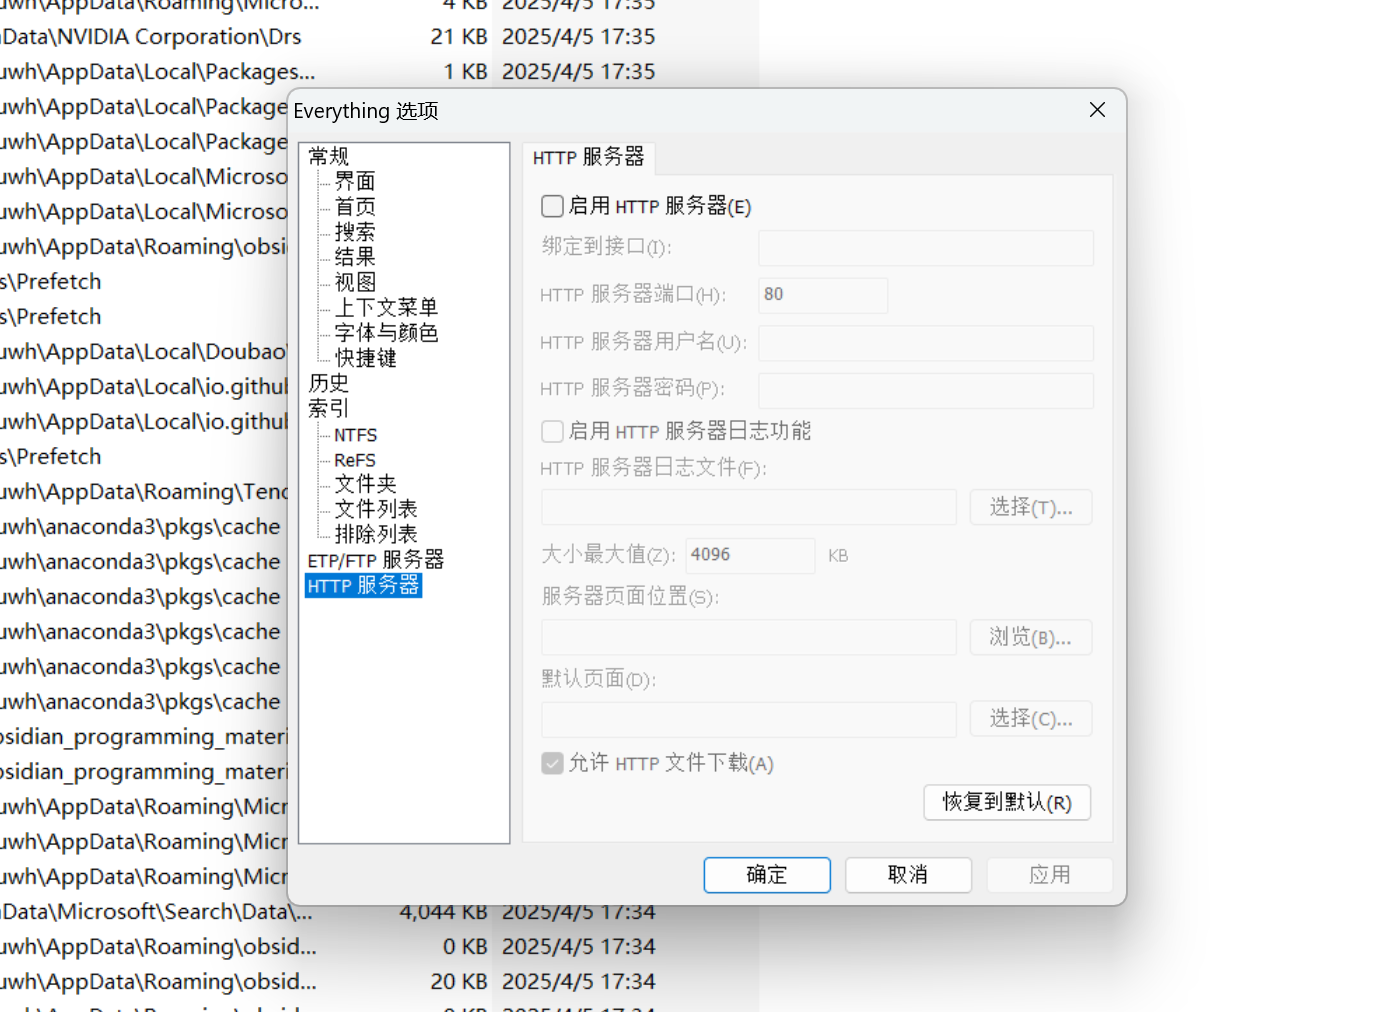 uwh\AppData\Roaming\Micro... 4 KB 2025/4/5 17:35
Data\NVIDIA Corporation\Drs 21 KB 2025/4/5 17:35
uwh\AppData\Local\Packages... 1 KB 2025/4/5 17:35
uwh\AppData\Local\Package
uwh\AppData\Local\Package
uwh\AppData\Local\Microso
uwh\AppData\Local\Microso
uwh\AppData\Roaming\obsi
s\Prefetch
s\Prefetch
uwh\AppData\Local\Doubao\
uwh\AppData\Local\io.githu
uwh\AppData\Local\io.githu
s\Prefetch
uwh\AppData\Roaming\Tenc
uwh\anaconda3\pkgs\cache
uwh\anaconda3\pkgs\cache
uwh\anaconda3\pkgs\cache
uwh\anaconda3\pkgs\cache
uwh\anaconda3\pkgs\cache
uwh\anaconda3\pkgs\cache
sidian_programming_materi
sidian_programming_materi
uwh\AppData\Roaming\Micr
uwh\AppData\Roaming\Micr
uwh\AppData\Roaming\Micr
Data\Microsoft\Search\Data\... 4,044 KB 2025/4/5 17:34
uwh\AppData\Roaming\obsid... 0 KB 2025/4/5 17:34
uwh\AppData\Roaming\obsid... 20 KB 2025/4/5 17:34
Everything 选项
常规
界面
首页
搜索
结果
视图
上下文菜单
字体与颜色
快捷键
历史
索引
NTFS
ReFS
文件夹
文件列表
排除列表
ETP/FTP 服务器
HTTP 服务器
HTTP 服务器
启用 HTTP 服务器(E)
绑定到接口(I):
HTTP 服务器端口(H): 80
HTTP 服务器用户名(U):
HTTP 服务器密码(P):
启用 HTTP 服务器日志功能
HTTP 服务器日志文件(F):
选择(T)...
大小最大值(Z): 4096 KB
服务器页面位置(S):
浏览(B)...
默认页面(D):
选择(C)...
允许 HTTP 文件下载(A)
恢复到默认(R)
确定 取消 应用